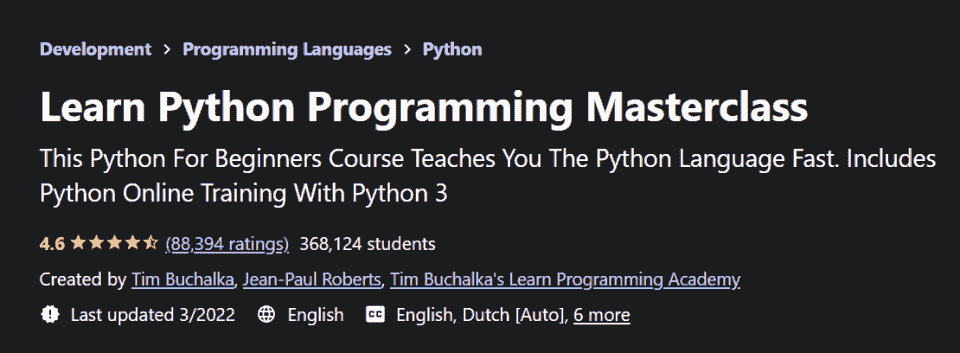 Development > Programming Languages > Python
Learn Python Programming Masterclass
This Python For Beginners Course Teaches You The Python Language Fast. Includes
Python Online Training With Python 3
4.6 (88,394 ratings) 368,124 students
Created by Tim Buchalka, Jean-Paul Roberts, Tim Buchalka's Learn Programming Academy
Last updated 3/2022 English CC English, Dutch [Auto], 6 more